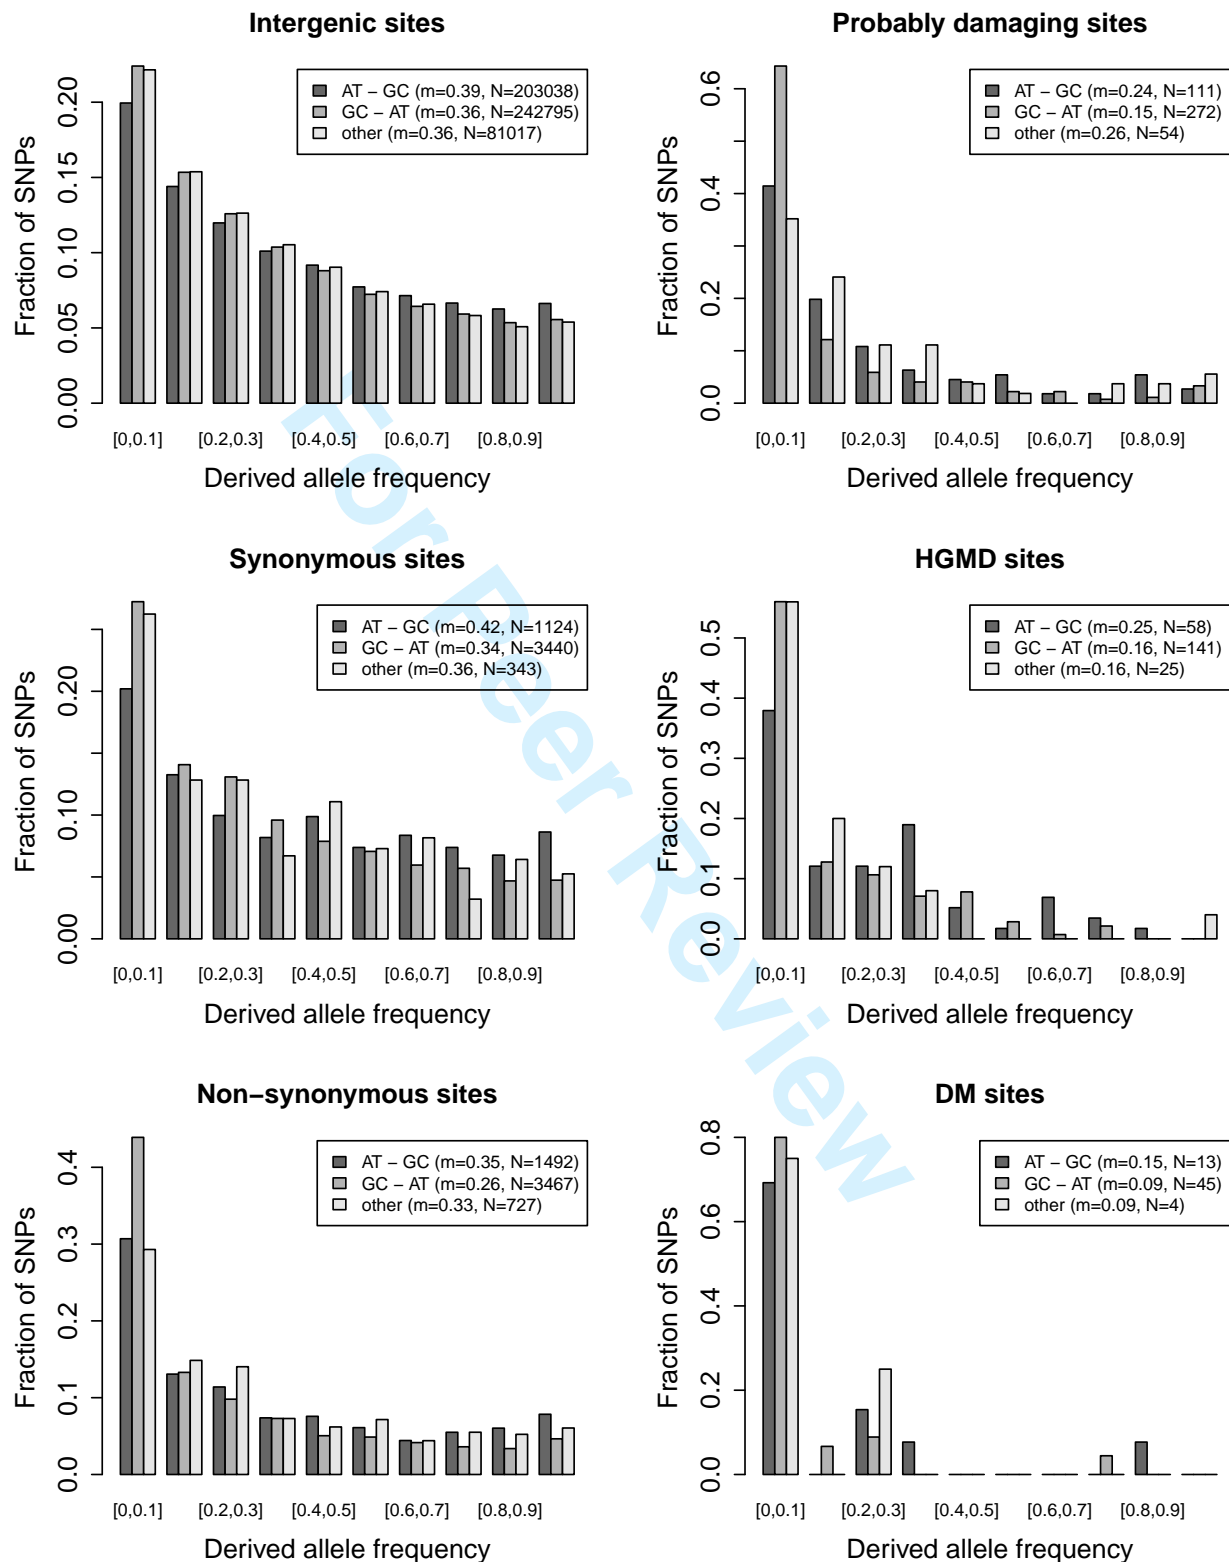 Intergenic sites
Fraction of SNPs
0.00 0.05 0.10 0.15 0.20
AT − GC (m=0.39, N=203038)
GC − AT (m=0.36, N=242795)
other (m=0.36, N=81017)
[0,0.1] [0.2,0.3] [0.4,0.5] [0.6,0.7] [0.8,0.9]
Derived allele frequency
Probably damaging sites
Fraction of SNPs
0.0 0.2 0.4 0.6
AT − GC (m=0.24, N=111)
GC − AT (m=0.15, N=272)
other (m=0.26, N=54)
[0,0.1] [0.2,0.3] [0.4,0.5] [0.6,0.7] [0.8,0.9]
Derived allele frequency
Synonymous sites
Fraction of SNPs
0.00 0.10 0.20
AT − GC (m=0.42, N=1124)
GC − AT (m=0.34, N=3440)
other (m=0.36, N=343)
[0,0.1] [0.2,0.3] [0.4,0.5] [0.6,0.7] [0.8,0.9]
Derived allele frequency
HGMD sites
Fraction of SNPs
0.0 0.1 0.2 0.3 0.4 0.5
AT − GC (m=0.25, N=58)
GC − AT (m=0.16, N=141)
other (m=0.16, N=25)
[0,0.1] [0.2,0.3] [0.4,0.5] [0.6,0.7] [0.8,0.9]
Derived allele frequency
Non−synonymous sites
Fraction of SNPs
0.0 0.1 0.2 0.3 0.4
AT − GC (m=0.35, N=1492)
GC − AT (m=0.26, N=3467)
other (m=0.33, N=727)
[0,0.1] [0.2,0.3] [0.4,0.5] [0.6,0.7] [0.8,0.9]
Derived allele frequency
DM sites
Fraction of SNPs
0.0 0.2 0.4 0.6 0.8
AT − GC (m=0.15, N=13)
GC − AT (m=0.09, N=45)
other (m=0.09, N=4)
[0,0.1] [0.2,0.3] [0.4,0.5] [0.6,0.7] [0.8,0.9]
Derived allele frequency
For Peer Review